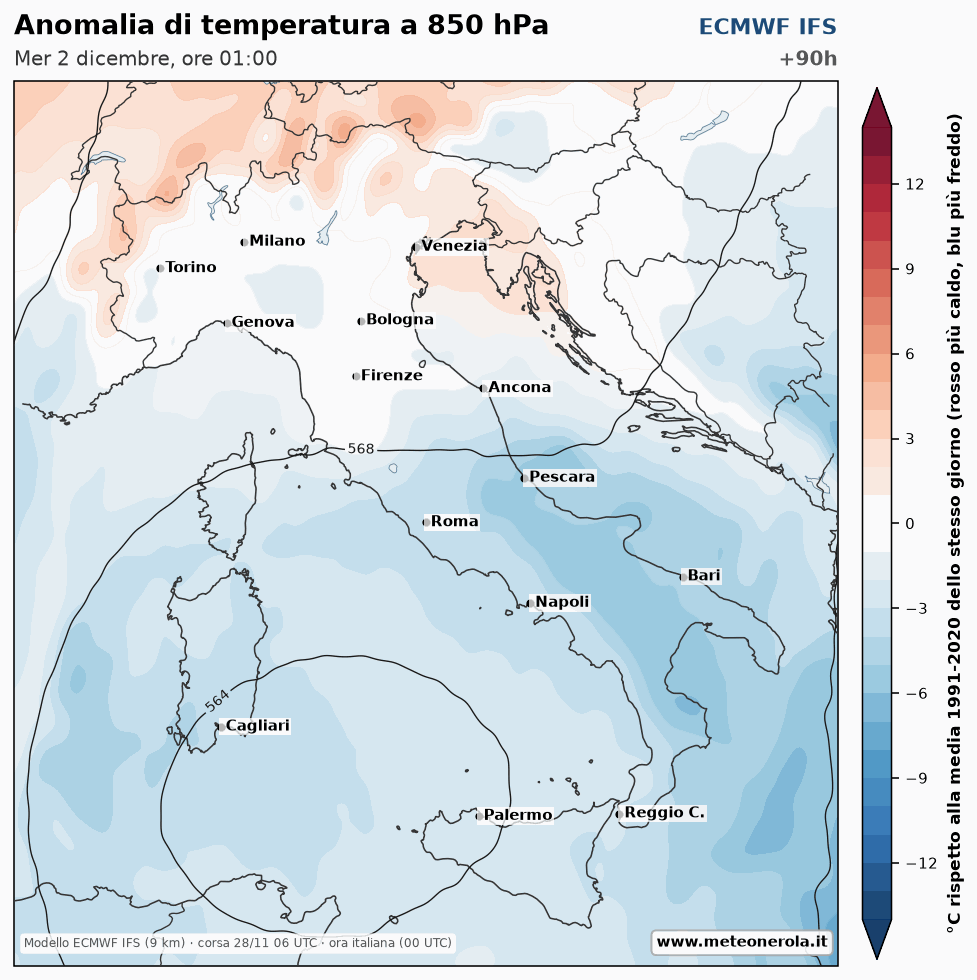 Anomalia di temperatura a 850 hPa
ECMWF IFS
Mer 2 dicembre, ore 01:00
+90h
Milano
Venezia
Torino
Genova
Bologna
Firenze
Ancona
568
Pescara
Roma
Bari
Napoli
564
Cagliari
Palermo
Reggio C.
Modello ECMWF IFS (9 km) · corsa 28/11 06 UTC · ora italiana (00 UTC)
www.meteonerola.it
12
9
6
3
0
−3
−6
−9
−12
°C rispetto alla media 1991-2020 dello stesso giorno (rosso più caldo, blu più freddo)